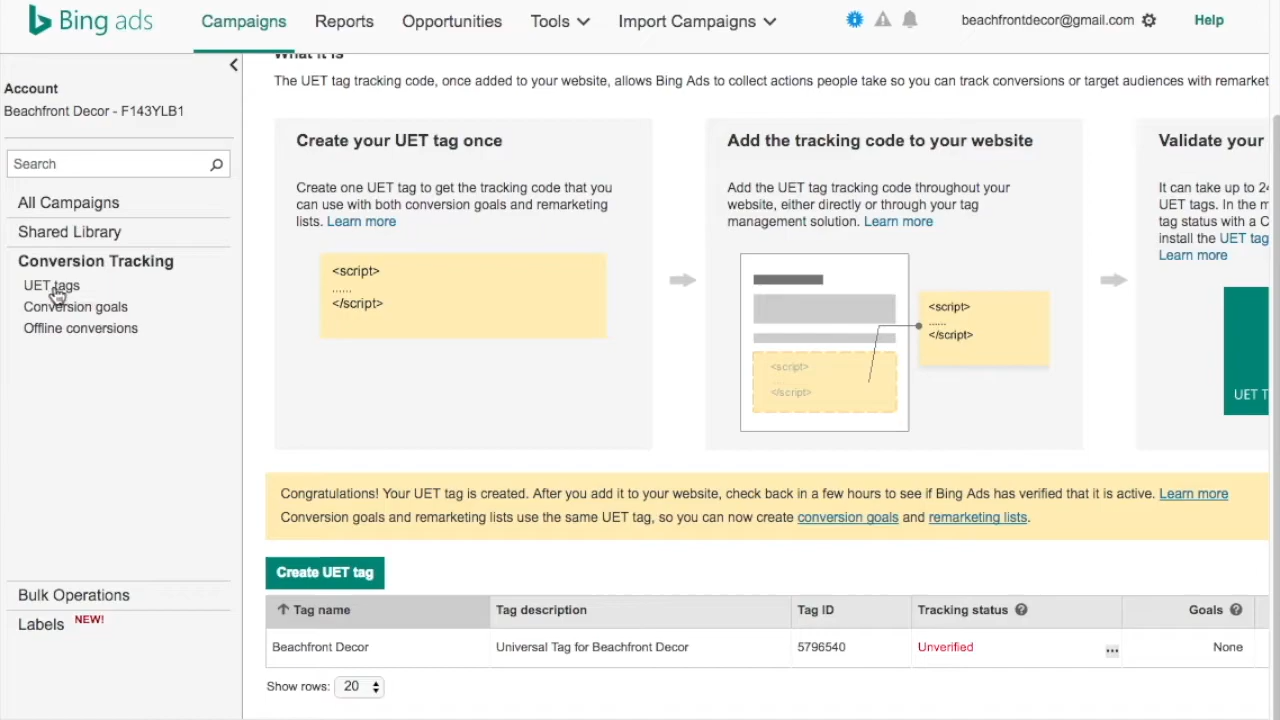 Bing ads
Campaigns
Reports
Opportunities
Tools
Import Campaigns
beachfrontdecor@gmail.com
Help
Account
Beachfront Decor - F143YLB1
Search
All Campaigns
Shared Library
Conversion Tracking
UET tags
Conversion goals
Offline conversions
Bulk Operations
Labels NEW!
What it is
The UET tag tracking code, once added to your website, allows Bing Ads to collect actions people take so you can track conversions or target audiences with remarket
Create your UET tag once
Create one UET tag to get the tracking code that you
can use with both conversion goals and remarketing
lists. Learn more
<script>
......
</script>
Add the tracking code to your website
Add the UET tag tracking code throughout your
website, either directly or through your tag
management solution. Learn more
<script>
......
</script>
<script>
......
</script>
Validate your
It can take up to 24
UET tags. In the m
tag status with a C
install the UET tag
Learn more
UET T
Congratulations! Your UET tag is created. After you add it to your website, check back in a few hours to see if Bing Ads has verified that it is active. Learn more
Conversion goals and remarketing lists use the same UET tag, so you can now create conversion goals and remarketing lists.
Create UET tag
Tag name
Tag description
Tag ID
Tracking status
Goals
Beachfront Decor
Universal Tag for Beachfront Decor
5796540
Unverified
...
None
Show rows: 20